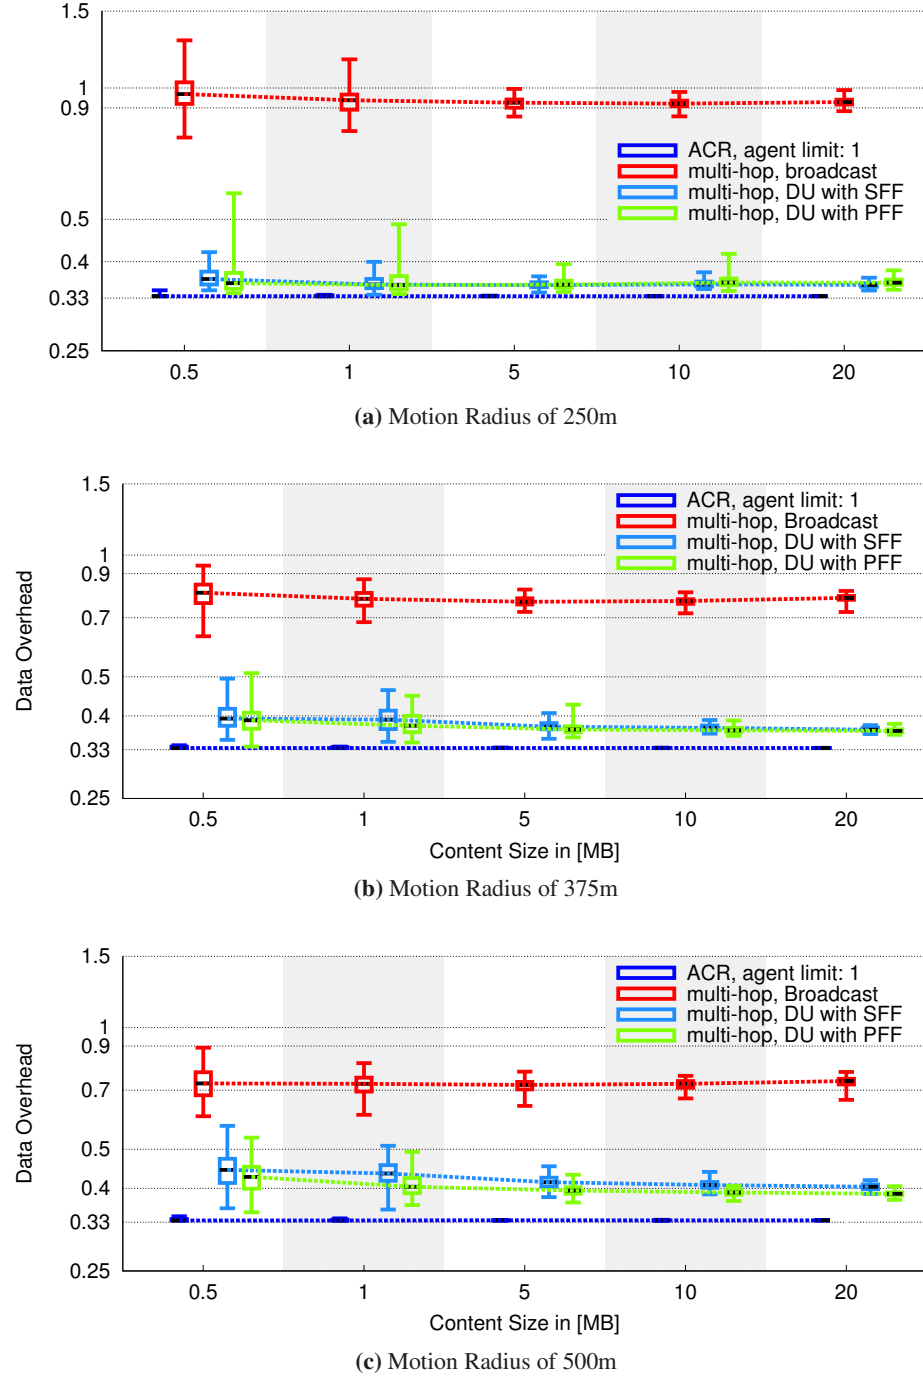 1.5
1
0.9
ACR, agent limit: 1
multi-hop, broadcast
multi-hop, DU with SFF
multi-hop, DU with PFF
0.5
0.4
0.33
0.25
0.5 1 5 10 20
(a) Motion Radius of 250m
1.5
ACR, agent limit: 1
multi-hop, Broadcast
multi-hop, DU with SFF
multi-hop, DU with PFF
1
0.9
0.7
0.5
0.4
0.33
0.25
Data Overhead
0.5 1 5 10 20
Content Size in [MB]
(b) Motion Radius of 375m
1.5
ACR, agent limit: 1
multi-hop, Broadcast
multi-hop, DU with SFF
multi-hop, DU with PFF
1
0.9
0.7
0.5
0.4
0.33
0.25
Data Overhead
0.5 1 5 10 20
Content Size in [MB]
(c) Motion Radius of 500m